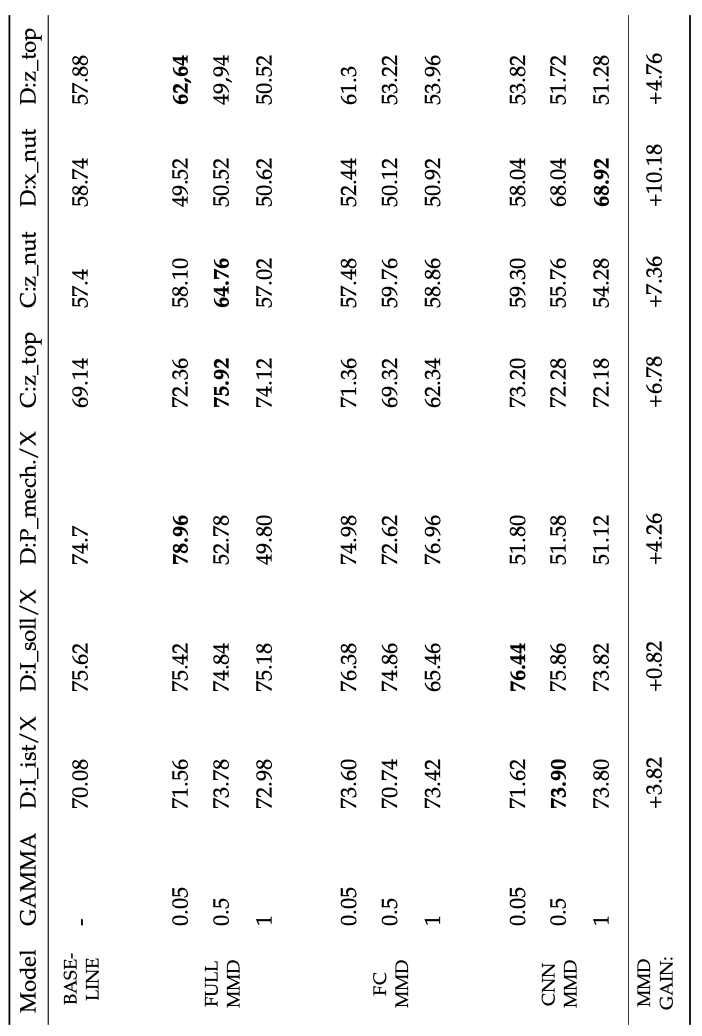 Model GAMMA D:I_ist/X D:I_soll/X D:P_mech./X C:z_top C:z_nut D:x_nut D:z_top
BASE-
LINE - 70.08 75.62 74.7 69.14 57.4 58.74 57.88
0.05 71.56 75.42 78.96 72.36 58.10 49.52 62,64
FULL
MMD 0.5 73.78 74.84 52.78 75.92 64.76 50.52 49,94
1 72.98 75.18 49.80 74.12 57.02 50.62 50.52
0.05 73.60 76.38 74.98 71.36 57.48 52.44 61.3
FC
MMD 0.5 70.74 74.86 72.62 69.32 59.76 50.12 53.22
1 73.42 65.46 76.96 62.34 58.86 50.92 53.96
0.05 71.62 76.44 51.80 73.20 59.30 58.04 53.82
CNN
MMD 0.5 73.90 75.86 51.58 72.28 55.76 68.04 51.72
1 73.80 73.82 51.12 72.18 54.28 68.92 51.28
MMD
GAIN: +3.82 +0.82 +4.26 +6.78 +7.36 +10.18 +4.76